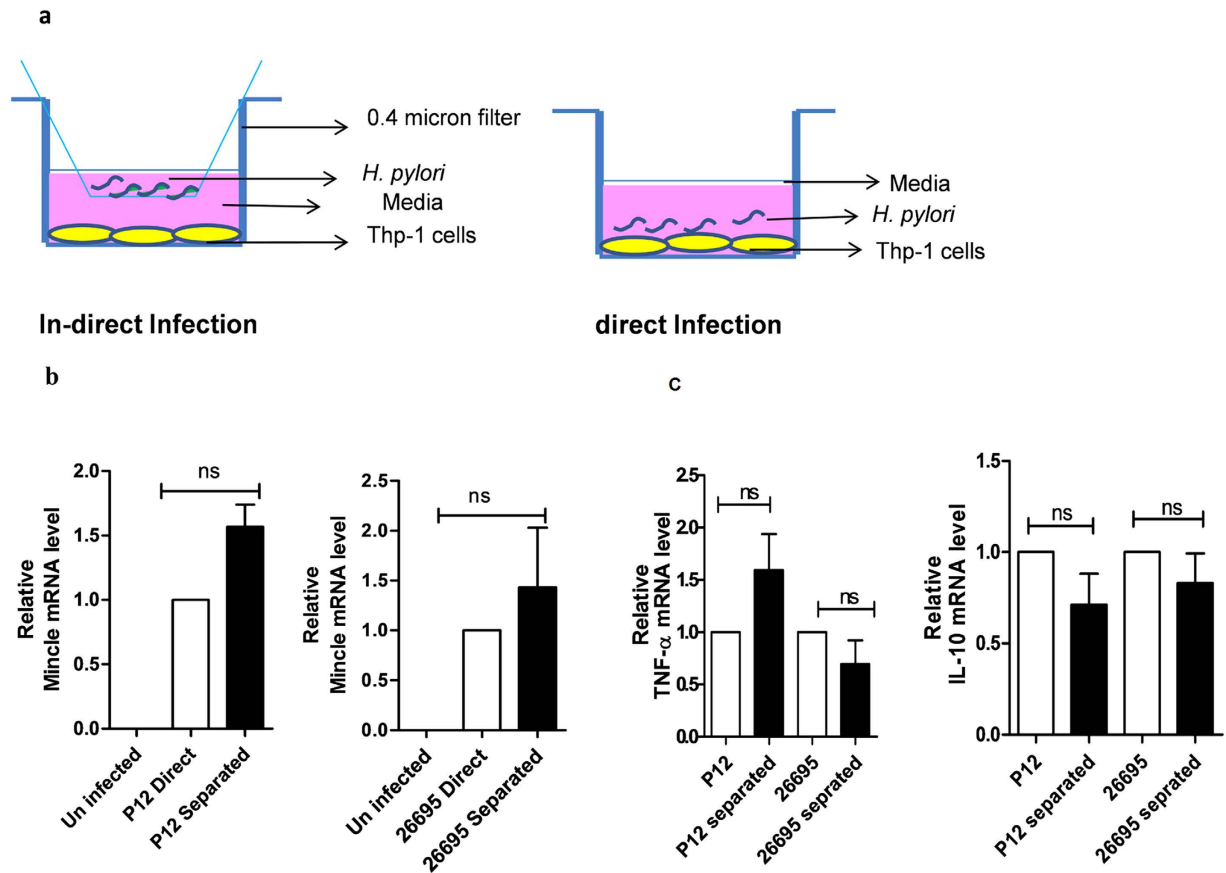 a
0.4 micron filter
H. pylori
Media
Thp-1 cells
Media
H. pylori
Thp-1 cells
In-direct Infection
direct Infection
b
Relative
Mincle mRNA level
2.0
1.5
1.0
0.5
0.0
ns
Un infected
P12 Direct
P12 Separated
Relative
Mincle mRNA level
2.5
2.0
1.5
1.0
0.5
0.0
ns
Un infected
26695 Direct
26695 Separated
c
Relative
TNF-α mRNA level
2.5
2.0
1.5
1.0
0.5
0.0
ns
ns
P12
P12 separated
26695
26695 seprated
Relative
IL-10 mRNA level
1.5
1.0
0.5
0.0
ns
ns
P12
P12 separated
26695
26695 separated